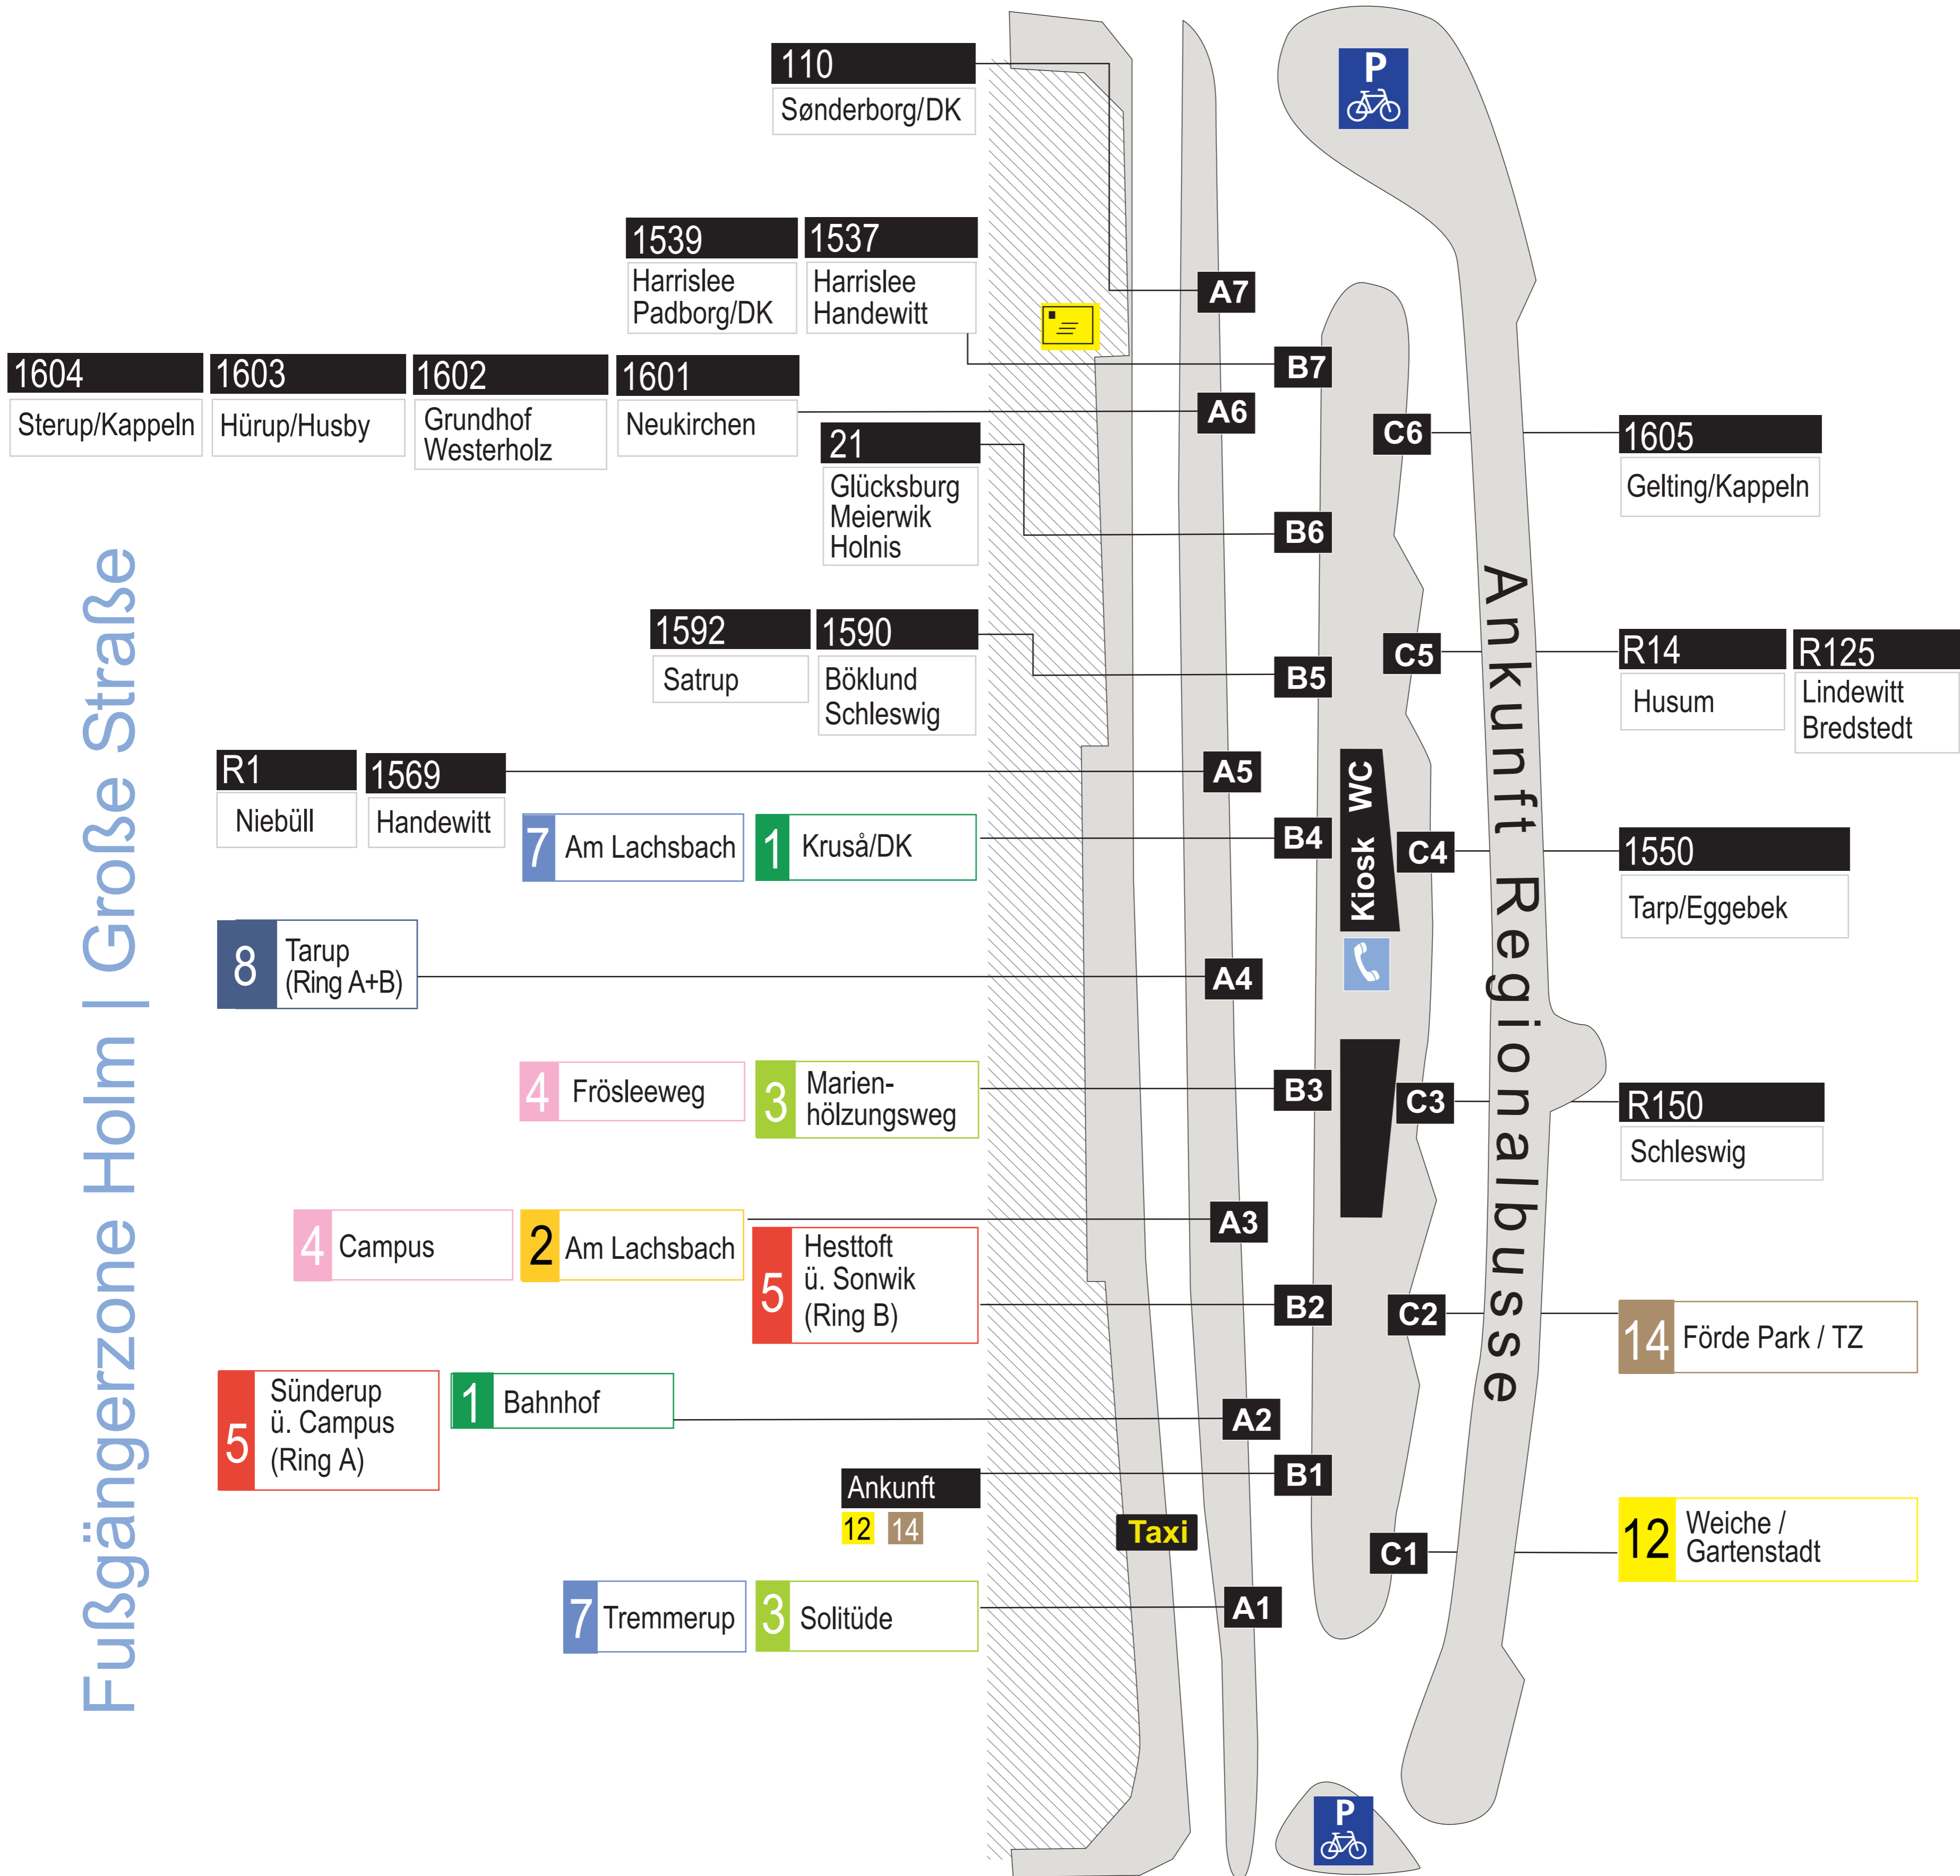 P
110
Sønderborg/DK
1539
Harrislee
Padborg/DK
1537
Harrislee
Handewitt
A7
B7
1604
Sterup/Kappeln
1603
Hürup/Husby
1602
Grundhof
Westerholz
1601
Neukirchen
A6
C6
1605
Gelting/Kappeln
21
Glücksburg
Meierwik
Holnis
B6
1592
Satrup
1590
Böklund
Schleswig
B5
C5
R14
Husum
R125
Lindewitt
Bredstedt
R1
Niebüll
1569
Handewitt
A5
7 Am Lachsbach
1 Kruså/DK
B4
Kiosk WC
C4
1550
Tarp/Eggebek
8 Tarup
(Ring A+B)
A4
4 Frösleeweg
3 Marien-
hölzungsweg
B3
C3
R150
Schleswig
4 Campus
2 Am Lachsbach
A3
5 Hesttoft
ü. Sonwik
(Ring B)
B2
C2
14 Förde Park / TZ
5 Sünderup
ü. Campus
(Ring A)
1 Bahnhof
A2
Ankunft
12 14
B1
Taxi
C1
12 Weiche /
Gartenstadt
7 Tremmerup
3 Solitüde
A1
P
Fußgängerzone Holm | Große Straße
Ankunft Regionalbusse